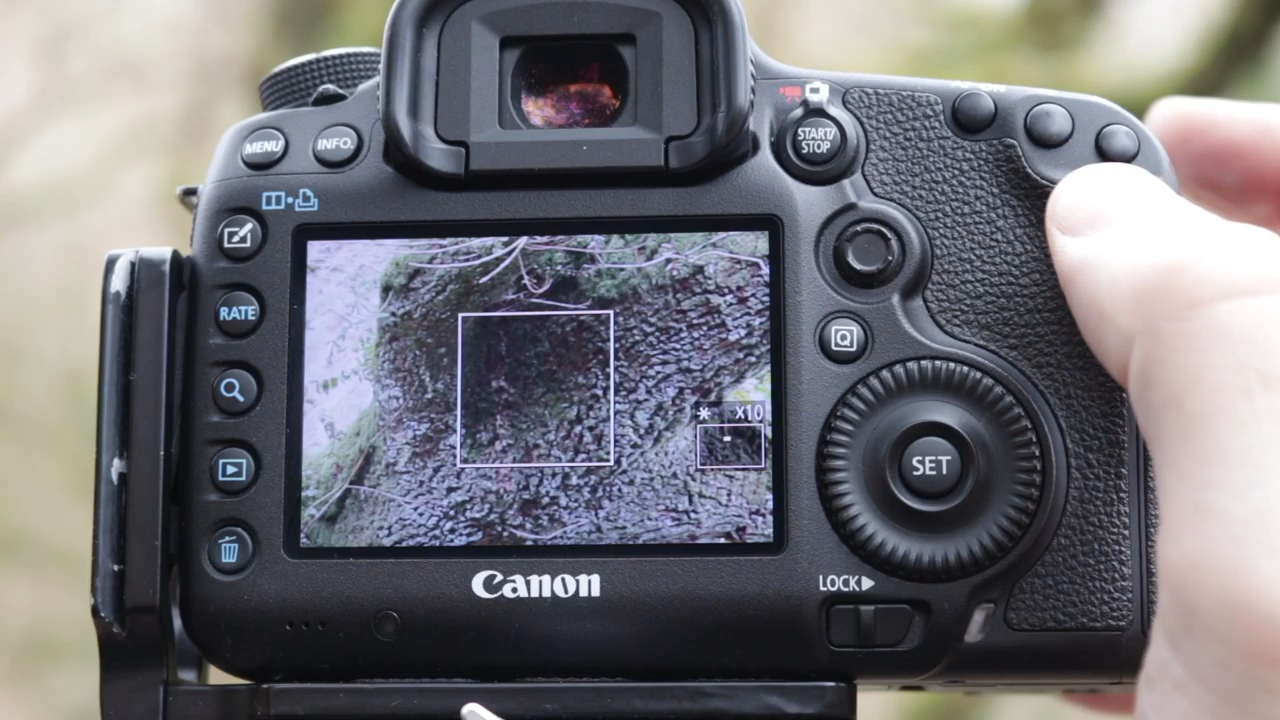 MENU
INFO.
START/
STOP
RATE
Q
X10
SET
Canon
LOCK